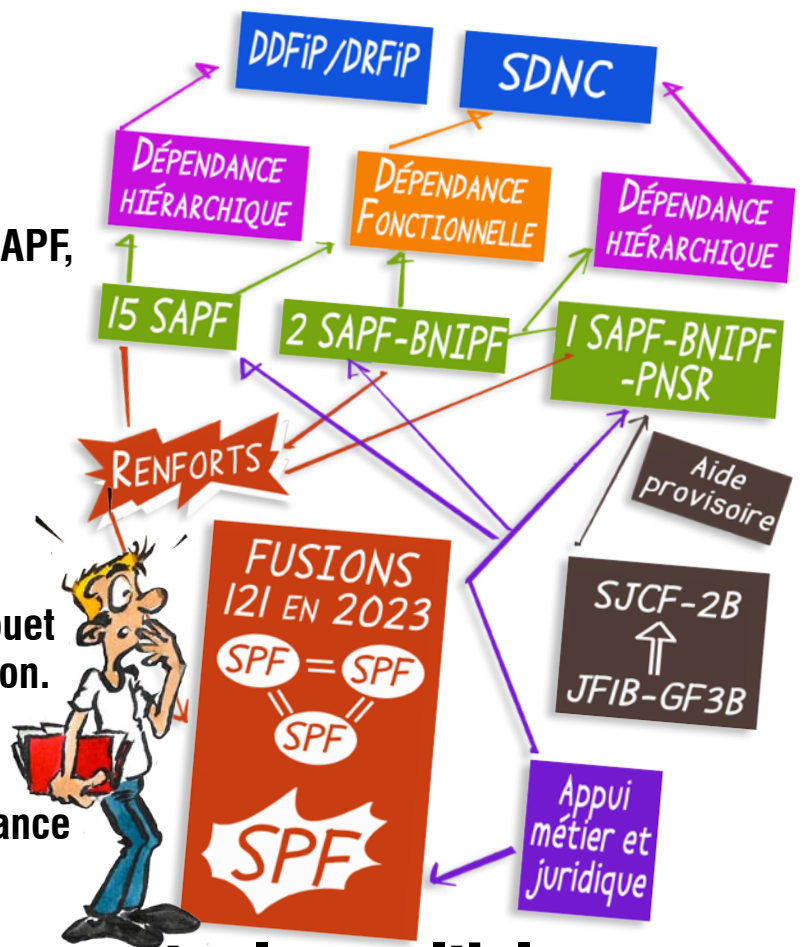 DDFiP/DRFiP
SDNC
DÉPENDANCE
HIÉRARCHIQUE
DÉPENDANCE
FONCTIONNELLE
DÉPENDANCE
HIÉRARCHIQUE
APF,
15 SAPF
2 SAPF-BNIPF
1 SAPF-BNIPF
-PNSR
RENFORTS
Aide
provisoire
FUSIONS
121 EN 2023
SPF = SPF
SPF
SPF
SJCF-2B
JF1B-GF3B
ouet
on.
ance
Appui
métier et
juridique